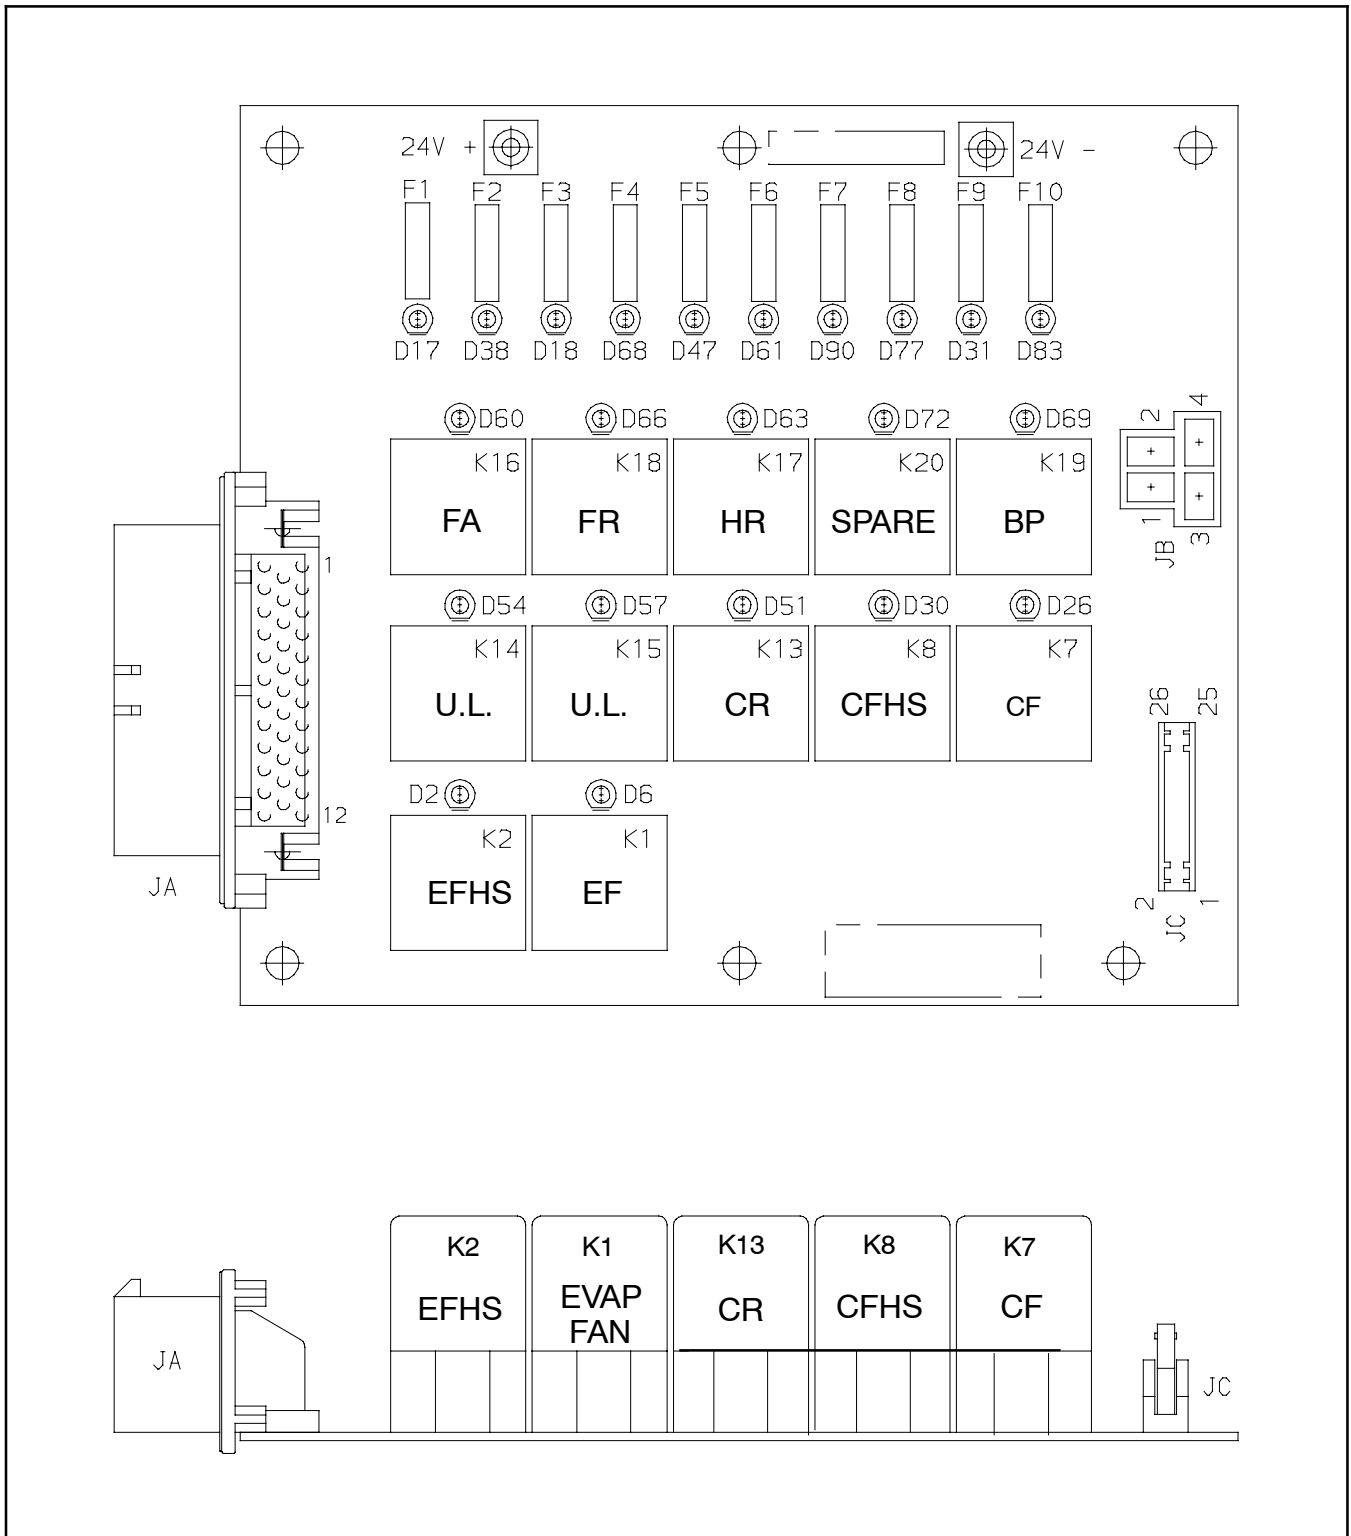 24V + 24V -
F1 F2 F3 F4 F5 F6 F7 F8 F9 F10
D17 D38 D18 D68 D47 D61 D90 D77 D31 D83
D60 D66 D63 D72 D69
K16 K18 K17 K20 K19
FA FR HR SPARE BP
2 4
1 3
JB
D54 D57 D51 D30 D26
K14 K15 K13 K8 K7
U.L. U.L. CR CFHS CF
1
12
JA
26 25
2 1
JC
D2 D6
K2 K1
EFHS EF
K2 K1 K13 K8 K7
EFHS EVAP CR CFHS CF
FAN
JA
JC